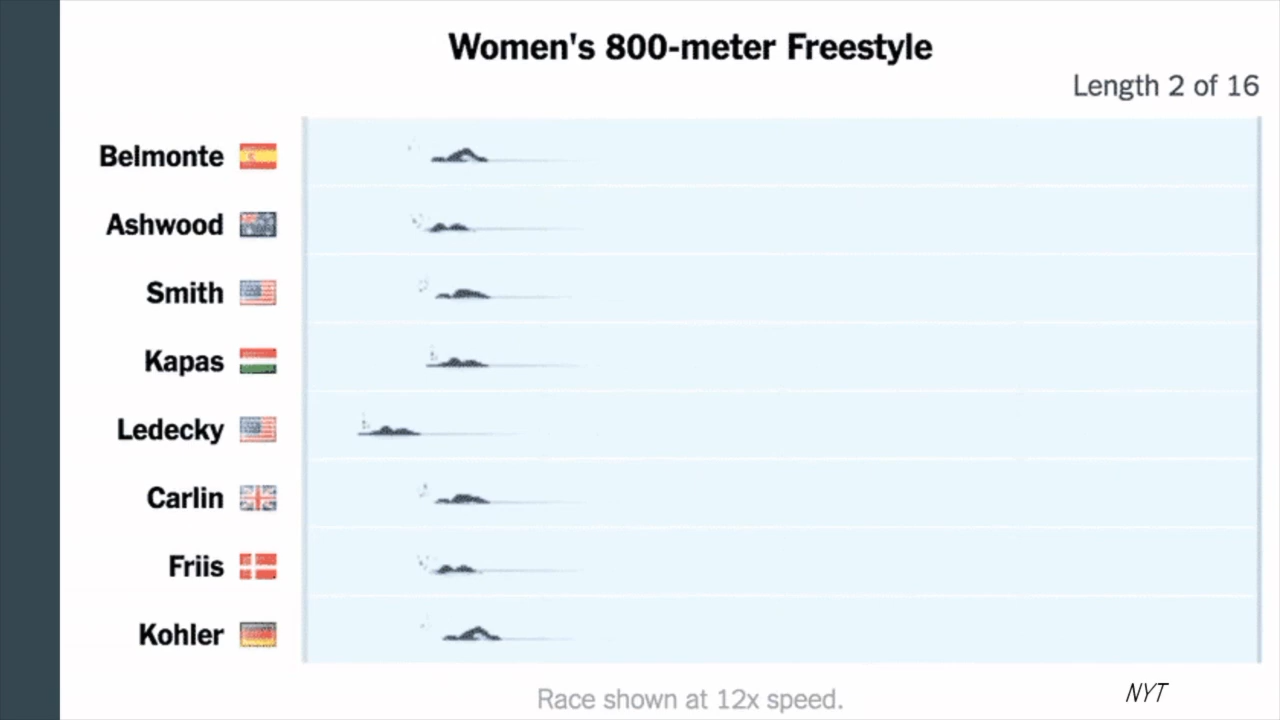 Women's 800-meter Freestyle
Length 2 of 16
Belmonte
Ashwood
Smith
Kapas
Ledecky
Carlin
Friis
Kohler
Race shown at 12x speed.
NYT